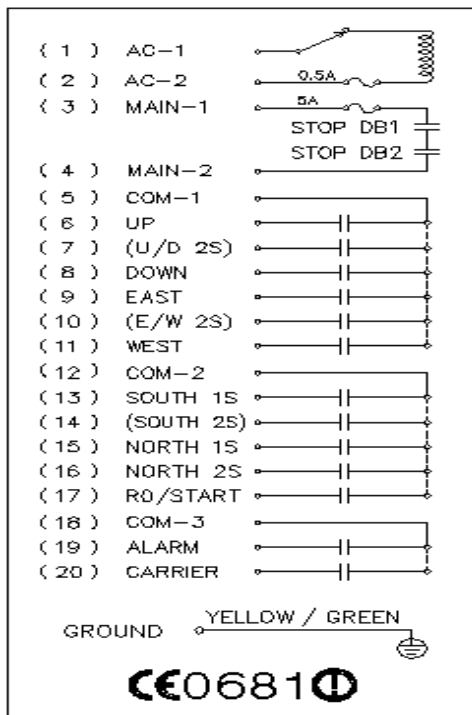 ( 1 ) AC-1
( 2 ) AC-2 0.5A
( 3 ) MAIN-1 5A
STOP DB1
STOP DB2
( 4 ) MAIN-2
( 5 ) COM-1
( 6 ) UP
( 7 ) (U/D 2S)
( 8 ) DOWN
( 9 ) EAST
( 10 ) (E/W 2S)
( 11 ) WEST
( 12 ) COM-2
( 13 ) SOUTH 1S
( 14 ) (SOUTH 2S)
( 15 ) NORTH 1S
( 16 ) NORTH 2S
( 17 ) RO/START
( 18 ) COM-3
( 19 ) ALARM
( 20 ) CARRIER
YELLOW / GREEN
GROUND
CE0681!